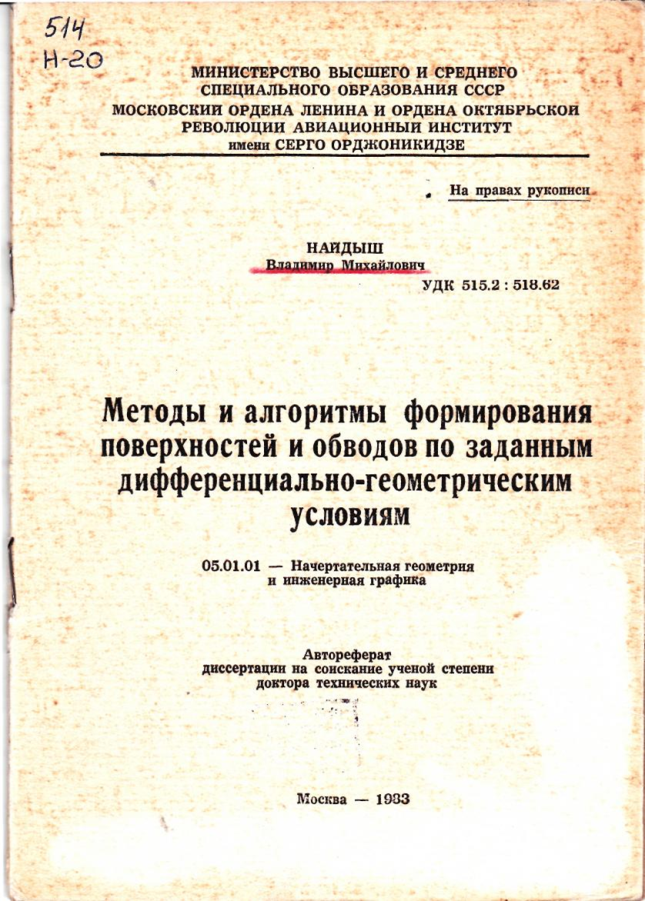 514
Н-20
МИНИСТЕРСТВО ВЫСШЕГО И СРЕДНЕГО
СПЕЦИАЛЬНОГО ОБРАЗОВАНИЯ СССР
МОСКОВСКИЙ ОРДЕНА ЛЕНИНА И ОРДЕНА ОКТЯБРЬСКОЙ
РЕВОЛЮЦИИ АВИАЦИОННЫЙ ИНСТИТУТ
имени СЕРГО ОРДЖОНИКИДЗЕ
На правах рукописи
НАЙДЫШ
Владимир Михайлович
УДК 515.2 : 518.62
Методы и алгоритмы формирования
поверхностей и обводов по заданным
дифференциально-геометрическим
условиям
05.01.01 — Начертательная геометрия
и инженерная графика
Автореферат
диссертации на соискание ученой степени
доктора технических наук
Москва — 1983